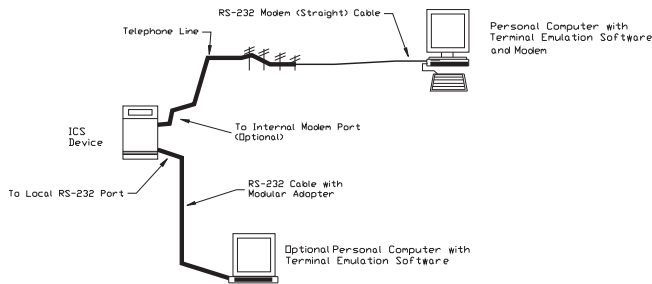 RS-232 Modem (Straight) Cable
Telephone Line
Personal Computer with
Terminal Emulation Software
and Modem
ICS
Device
To Internal Modem Port
(Optional)
To Local RS-232 Port
RS-232 Cable with
Modular Adapter
Optional Personal Computer with
Terminal Emulation Software